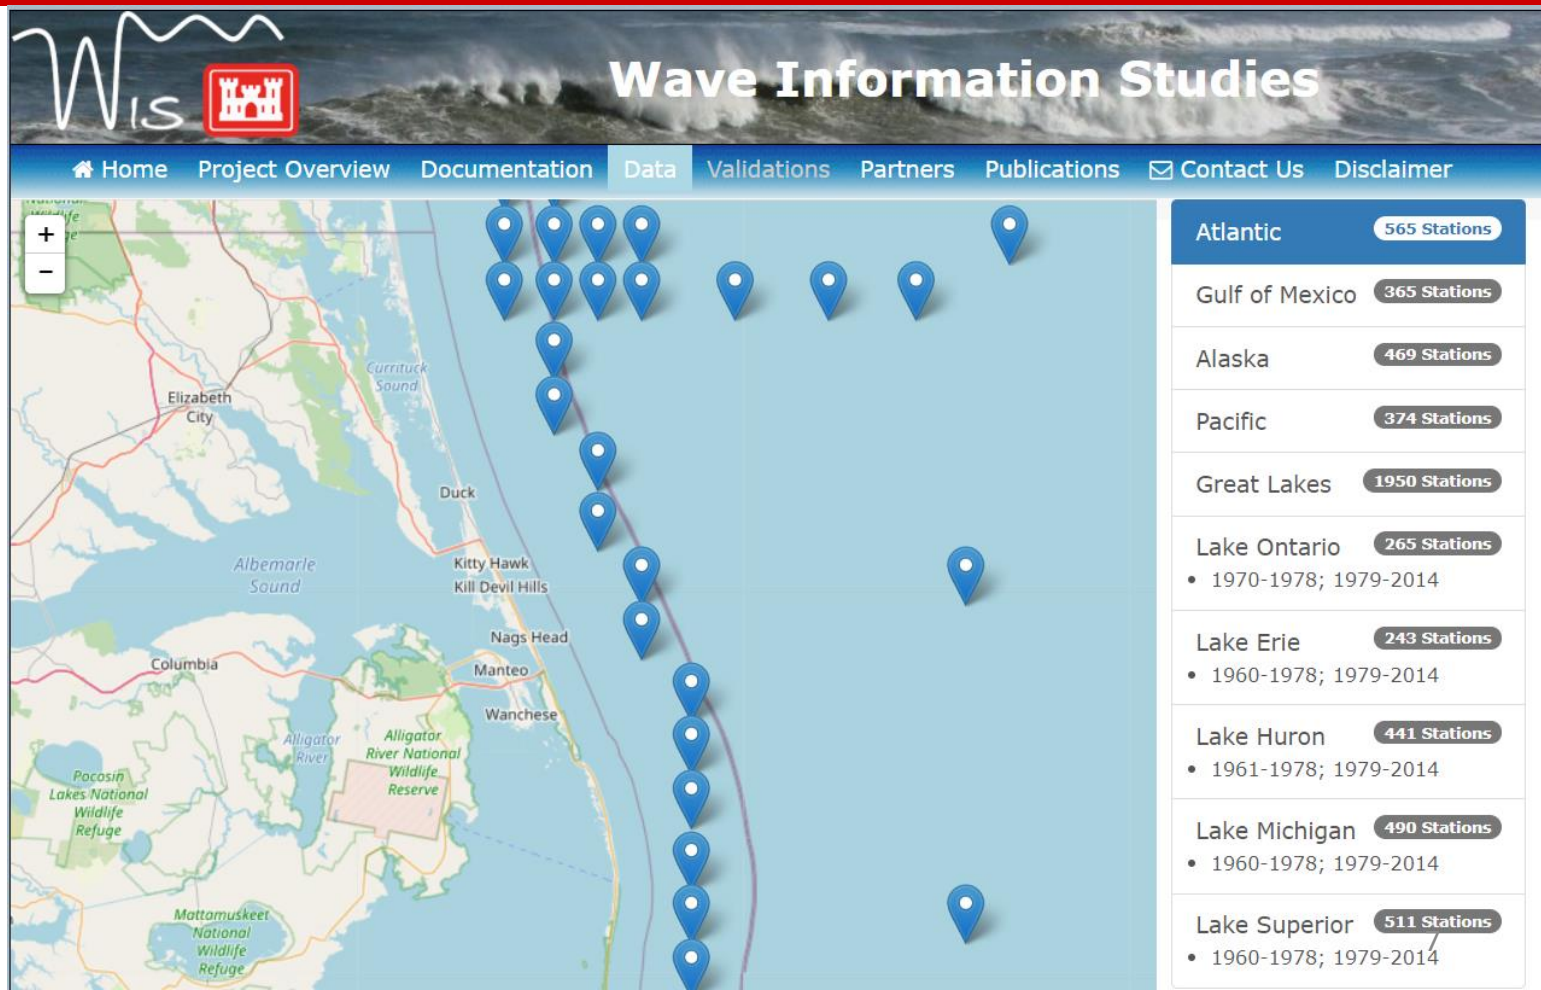 WIS
Wave Information Studies
Home Project Overview Documentation Data Validations Partners Publications Contact Us Disclaimer
National
Wildlife
+
-
Currituck
Sound
Elizabeth
City
Duck
Albemarle
Sound
Kitty Hawk
Kill Devil Hills
Nags Head
Columbia
Manteo
Wanchese
Alligator
River
Alligator
River National
Wildlife
Reserve
Pocosin
Lakes National
Wildlife
Refuge
Mattamuskeet
National
Wildlife
Refuge
Atlantic 565 Stations
Gulf of Mexico 365 Stations
Alaska 469 Stations
Pacific 374 Stations
Great Lakes 1950 Stations
Lake Ontario 265 Stations
• 1970-1978; 1979-2014
Lake Erie 243 Stations
• 1960-1978; 1979-2014
Lake Huron 441 Stations
• 1961-1978; 1979-2014
Lake Michigan 490 Stations
• 1960-1978; 1979-2014
Lake Superior 511 Stations
• 1960-1978; 1979-2014
7